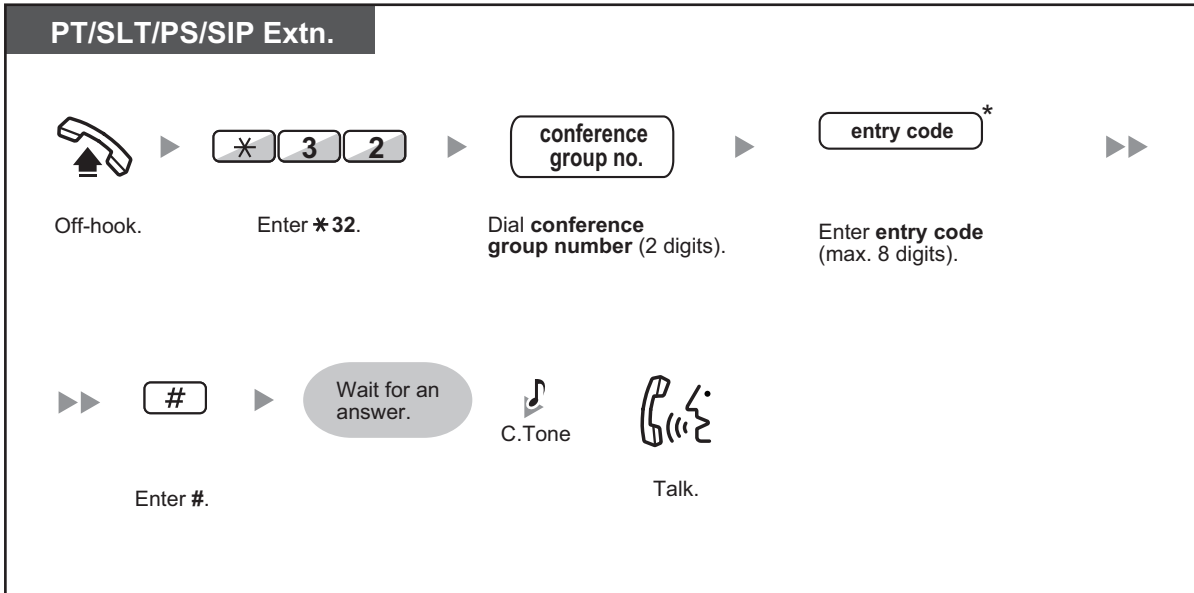 PT/SLT/PS/SIP Extn.
* 3 2
conference
group no.
entry code*
Off-hook.
Enter *32.
Dial conference
group number (2 digits).
Enter entry code
(max. 8 digits).
#
Wait for an
answer.
C.Tone
Enter #.
Talk.